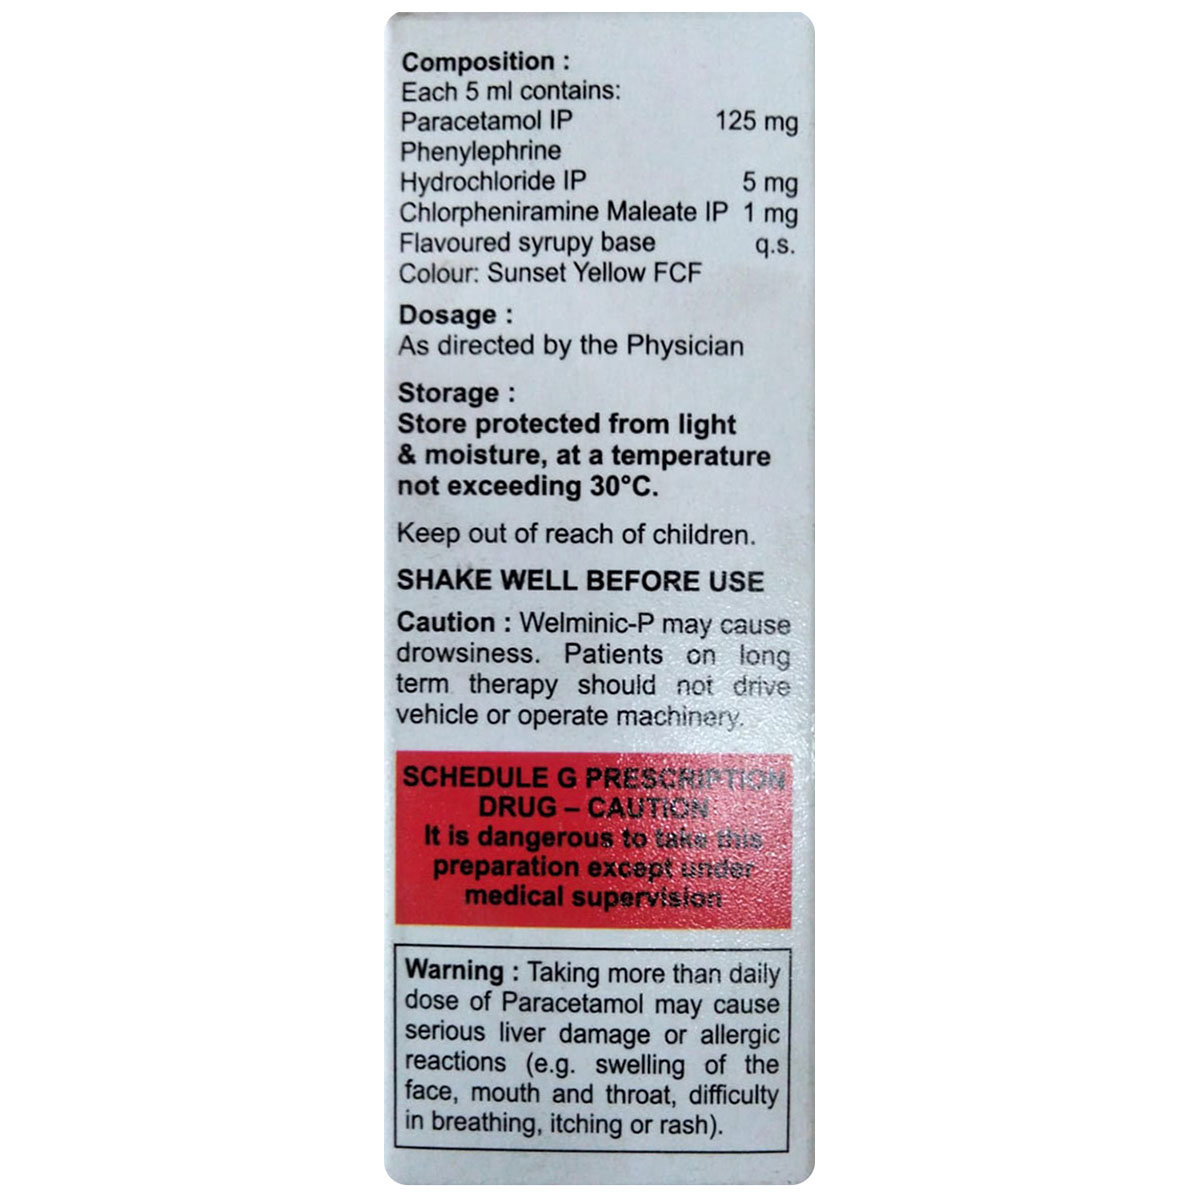 Composition :
Each 5 ml contains:
Paracetamol IP 125 mg
Phenylephrine
Hydrochloride IP 5 mg
Chlorpheniramine Maleate IP 1 mg
Flavoured syrupy base q.s.
Colour: Sunset Yellow FCF
Dosage :
As directed by the Physician
Storage :
Store protected from light
& moisture, at a temperature
not exceeding 30°C.
Keep out of reach of children.
SHAKE WELL BEFORE USE
Caution : Welminic-P may cause
drowsiness. Patients on long
term therapy should not drive
vehicle or operate machinery.
SCHEDULE G PRESCRIPTION
DRUG – CAUTION
It is dangerous to take this
preparation except under
medical supervision
Warning : Taking more than daily
dose of Paracetamol may cause
serious liver damage or allergic
reactions (e.g. swelling of the
face, mouth and throat, difficulty
in breathing, itching or rash).